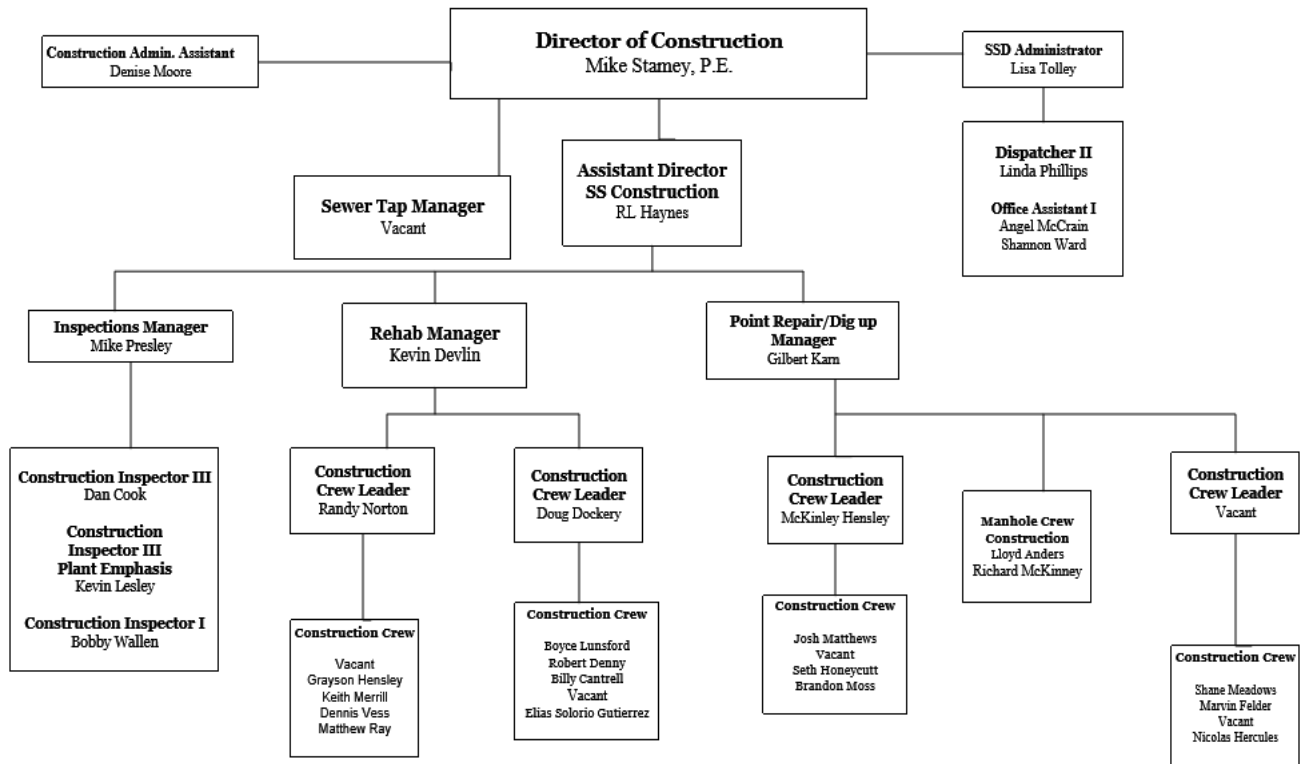 Director of Construction
Mike Stamey, P.E.
Construction Admin. Assistant
Denise Moore
SSD Administrator
Lisa Tolley
Dispatcher II
Linda Phillips
Office Assistant I
Angel McCrain
Shannon Ward
Sewer Tap Manager
Vacant
Assistant Director
SS Construction
RL Haynes
Inspections Manager
Mike Presley
Rehab Manager
Kevin Devlin
Point Repair/Dig up
Manager
Gilbert Karn
Construction Inspector III
Dan Cook
Construction
Inspector III
Plant Emphasis
Kevin Lesley
Construction Inspector I
Bobby Wallen
Construction
Crew Leader
Randy Norton
Construction Crew
Vacant
Grayson Hensley
Keith Merrill
Dennis Vess
Matthew Ray
Construction
Crew Leader
Doug Dockery
Construction Crew
Boyce Lunsford
Robert Denny
Billy Cantrell
Vacant
Elias Solorio Gutierrez
Construction
Crew Leader
McKinley Hensley
Construction Crew
Josh Matthews
Vacant
Seth Honeycutt
Brandon Moss
Manhole Crew
Construction
Lloyd Anders
Richard McKinney
Construction
Crew Leader
Vacant
Construction Crew
Shane Meadows
Marvin Felder
Vacant
Nicolas Hercules